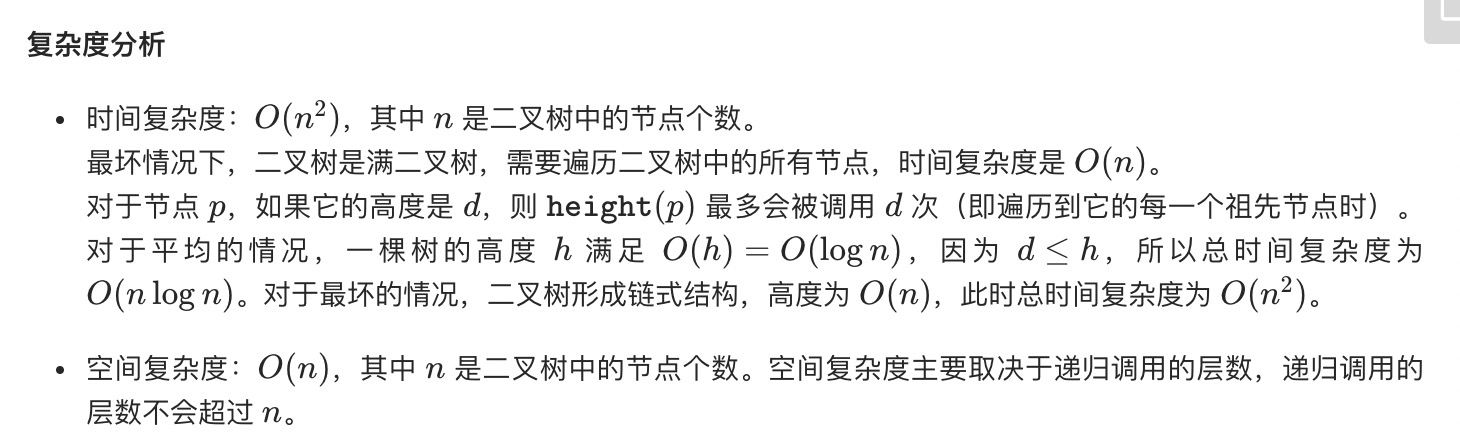 复杂度分析
• 时间复杂度：O(n²)，其中 n 是二叉树中的节点个数。
最坏情况下，二叉树是满二叉树，需要遍历二叉树中的所有节点，时间复杂度是 O(n)。
对于节点 p，如果它的高度是 d，则 height(p) 最多会被调用 d 次（即遍历到它的每一个祖先节点时）。
对于平均的情况，一棵树的高度 h 满足 O(h) = O(log n)，因为 d ≤ h，所以总时间复杂度为
O(n log n)。对于最坏的情况，二叉树形成链式结构，高度为 O(n)，此时总时间复杂度为 O(n²)。
• 空间复杂度：O(n)，其中 n 是二叉树中的节点个数。空间复杂度主要取决于递归调用的层数，递归调用的
层数不会超过 n。